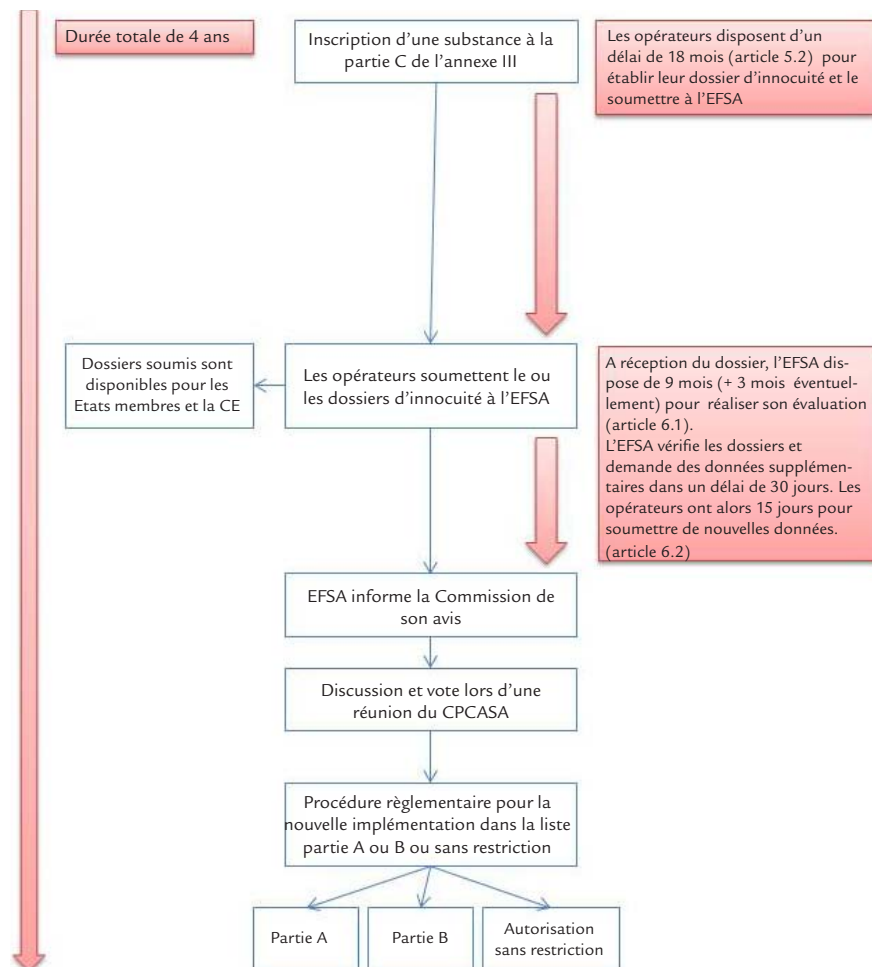 Durée totale de 4 ans
Inscription d’une substance à la
partie C de l’annexe III
Les opérateurs disposent d’un
délai de 18 mois (article 5.2) pour
établir leur dossier d’innocuité et le
soumettre à l’EFSA
Dossiers soumis sont
disponibles pour les
Etats membres et la CE
Les opérateurs soumettent le ou
les dossiers d’innocuité à l’EFSA
A réception du dossier, l’EFSA dis-
pose de 9 mois (+ 3 mois éventuel-
lement) pour réaliser son évaluation
(article 6.1).
L’EFSA vérifie les dossiers et
demande des données supplémen-
taires dans un délai de 30 jours. Les
opérateurs ont alors 15 jours pour
soumettre de nouvelles données.
(article 6.2)
EFSA informe la Commission de
son avis
Discussion et vote lors d’une
réunion du CPCASA
Procédure règlementaire pour la
nouvelle implémentation dans la liste
partie A ou B ou sans restriction
Partie A
Partie B
Autorisation
sans restriction